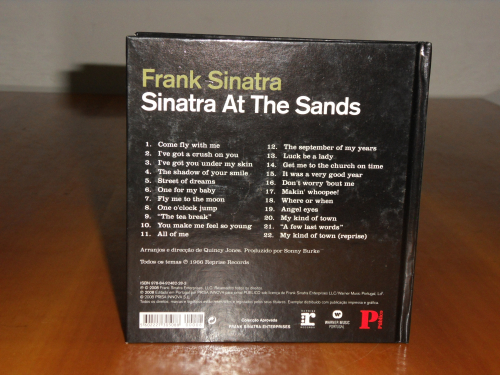 Frank Sinatra
Sinatra At The Sands
1. Come fly with me
2. I've got a crush on you
3. I've got you under my skin
4. The shadow of your smile
5. Street of dreams
6. One for my baby
7. Fly me to the moon
8. One o'clock jump
9. "The tea break"
10. You make me feel so young
11. All of me
12. The september of my years
13. Luck be a lady
14. Get me to the church on time
15. It was a very good year
16. Don't worry 'bout me
17. Makin' whoopee!
18. Where or when
19. Angel eyes
20. My kind of town
21. "A few last words"
22. My kind of town (reprise)
Arranjos e direcção de Quincy Jones. Produzido por Sonny Burke
Todos os temas ℗ 1966 Reprise Records
Colecção Aprovada
FRANK SINATRA ENTERPRISES
WARNER MUSIC
PORTUGAL
P
Público